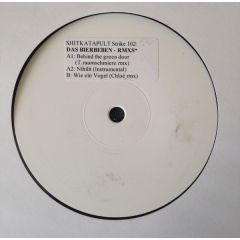 SHITKATAPULT Strike 102:
DAS BIERBEBEN - RMXS*
A1: Behind the green door
(T.raumschmiere rmx)
A2: Nihilit (Instrumental)
B: Wie ein Vogel (Chloé rmx)